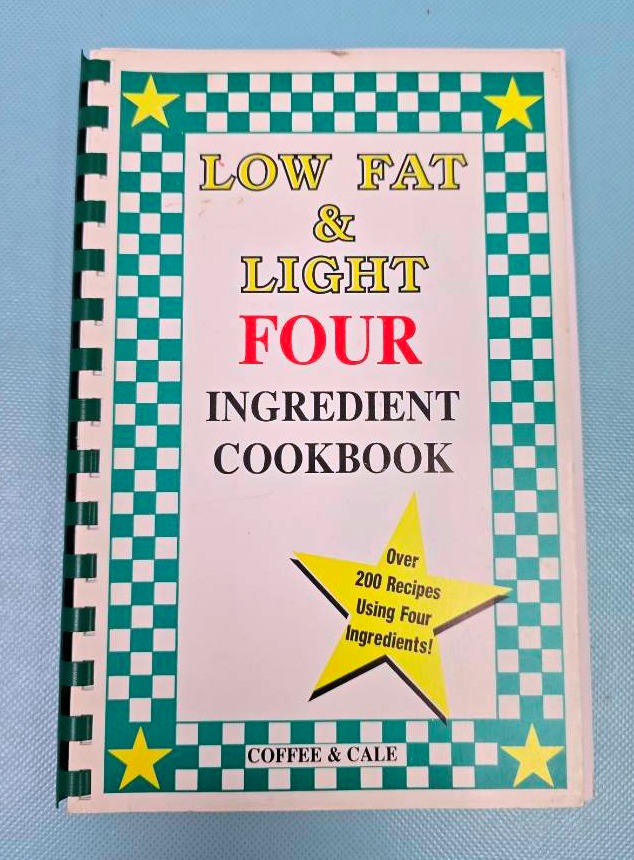 LOW FAT
&
LIGHT
FOUR
INGREDIENT
COOKBOOK
Over
200 Recipes
Using Four
Ingredients!
COFFEE & CALE